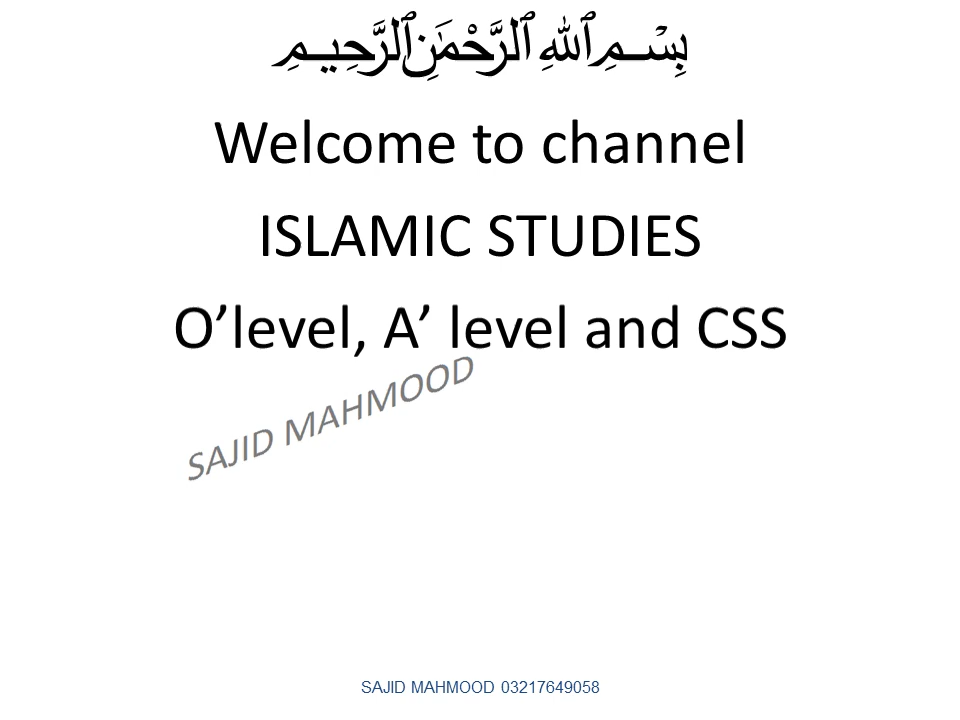 بِسْمِ ٱللَّهِ ٱلرَّحْمَٰنِ ٱلرَّحِيمِ
Welcome to channel
ISLAMIC STUDIES
O’level, A’ level and CSS
SAJID MAHMOOD
SAJID MAHMOOD 03217649058